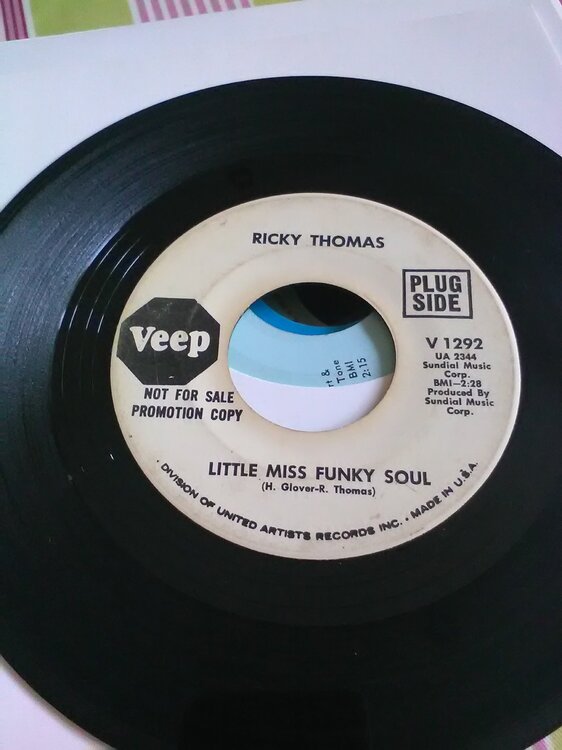 RICKY THOMAS
PLUG
SIDE
Veep
V 1292
UA 2344
Sundial Music
Corp.
BMI—2:28
Produced By
Sundial Music
Corp.
NOT FOR SALE
PROMOTION COPY
Tone
BMI
2:15
LITTLE MISS FUNKY SOUL
(H. Glover-R. Thomas)
DIVISION OF UNITED ARTISTS RECORDS INC. • MADE IN U.S.A.